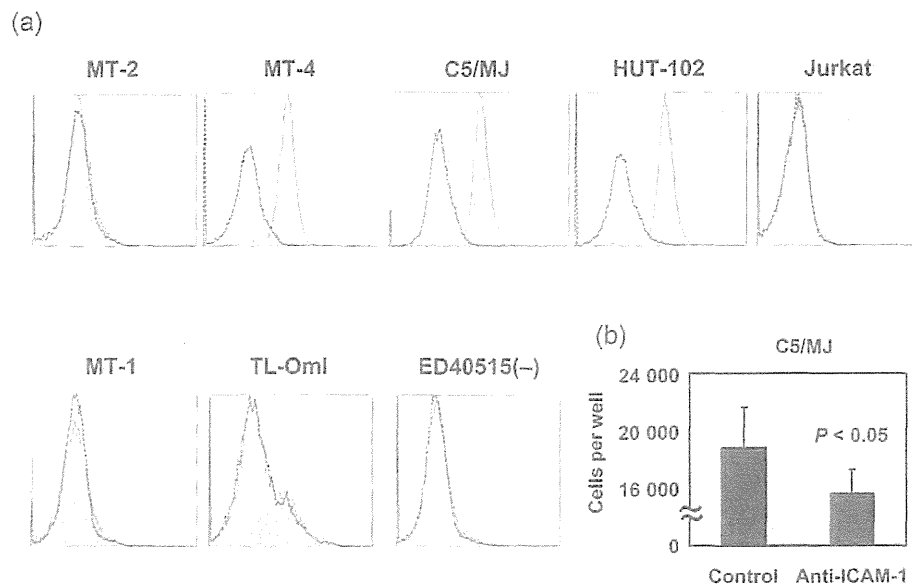 (a)
MT-2 MT-4 C5/MJ HUT-102 Jurkat
MT-1 TL-OmI ED40515(–)
(b)
C5/MJ
24 000
20 000
16 000
0
Cells per well
P < 0.05
Control Anti-ICAM-1